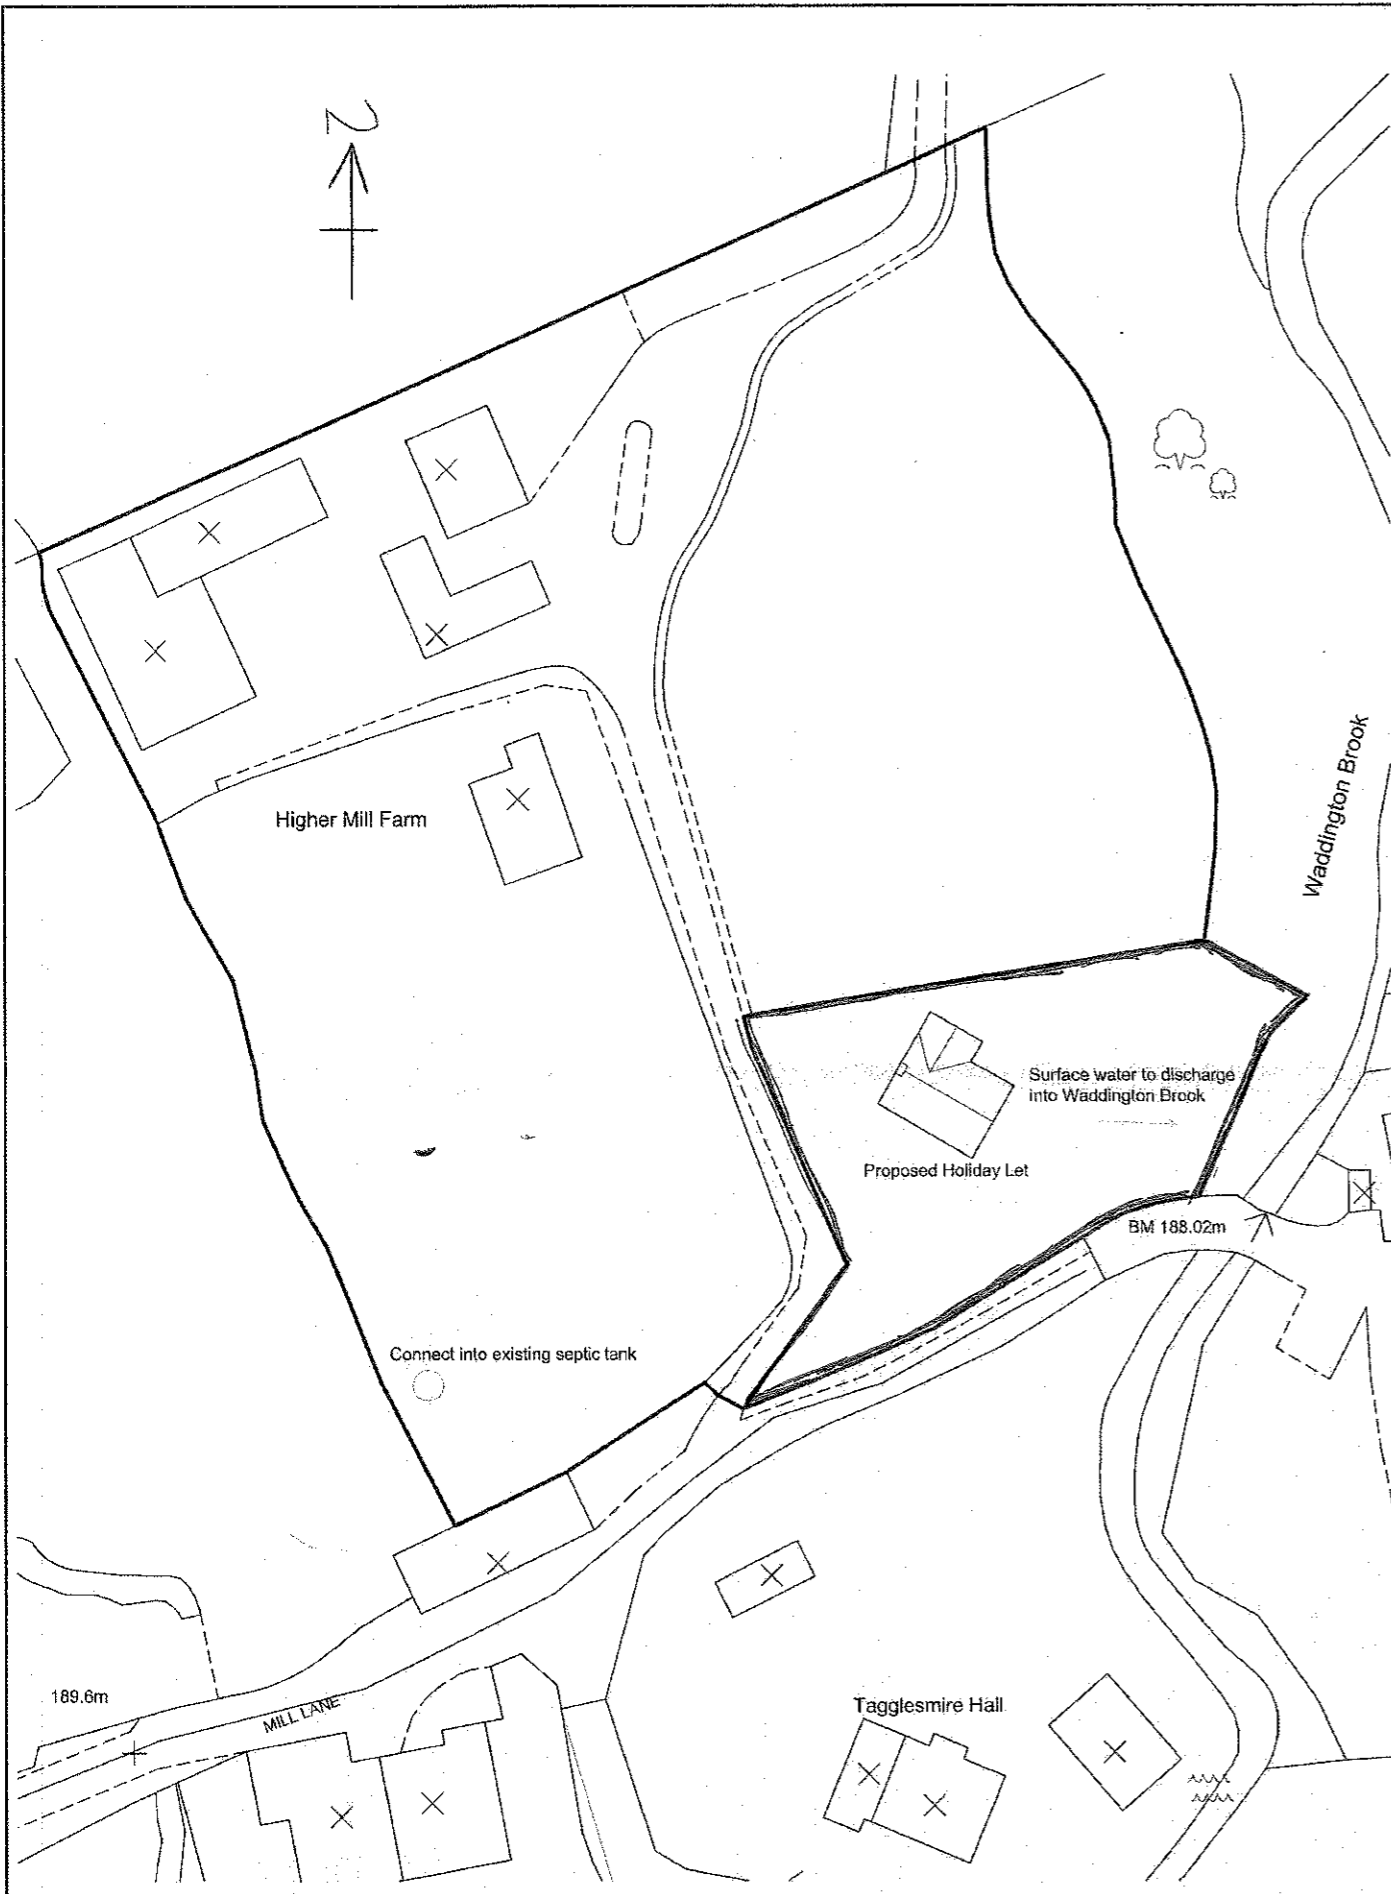 Higher Mill Farm
Waddington Brook
Surface water to discharge
into Waddington Brook
Proposed Holiday Let
BM 188.02m
Connect into existing septic tank
189.6m
MILL LANE
Tagglesmire Hall